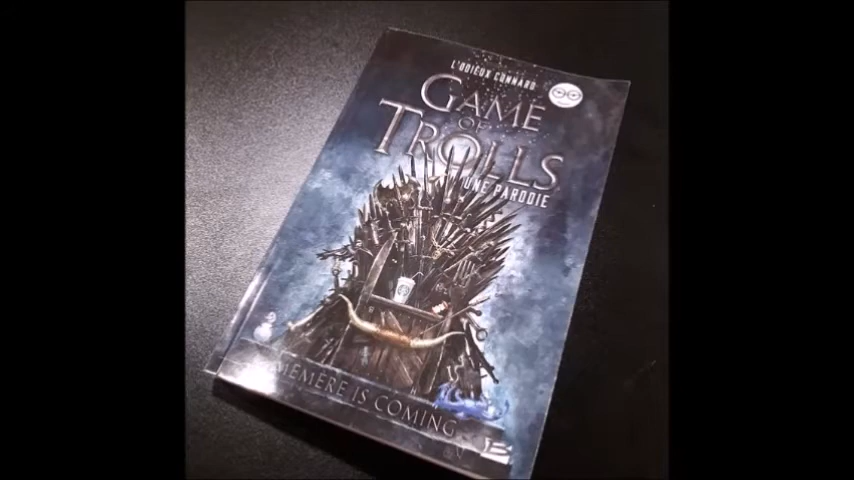 L'ODIEUX CONNARD
GAME
OF
TROLLS
UNE PARODIE
MÉMÈRE IS COMING